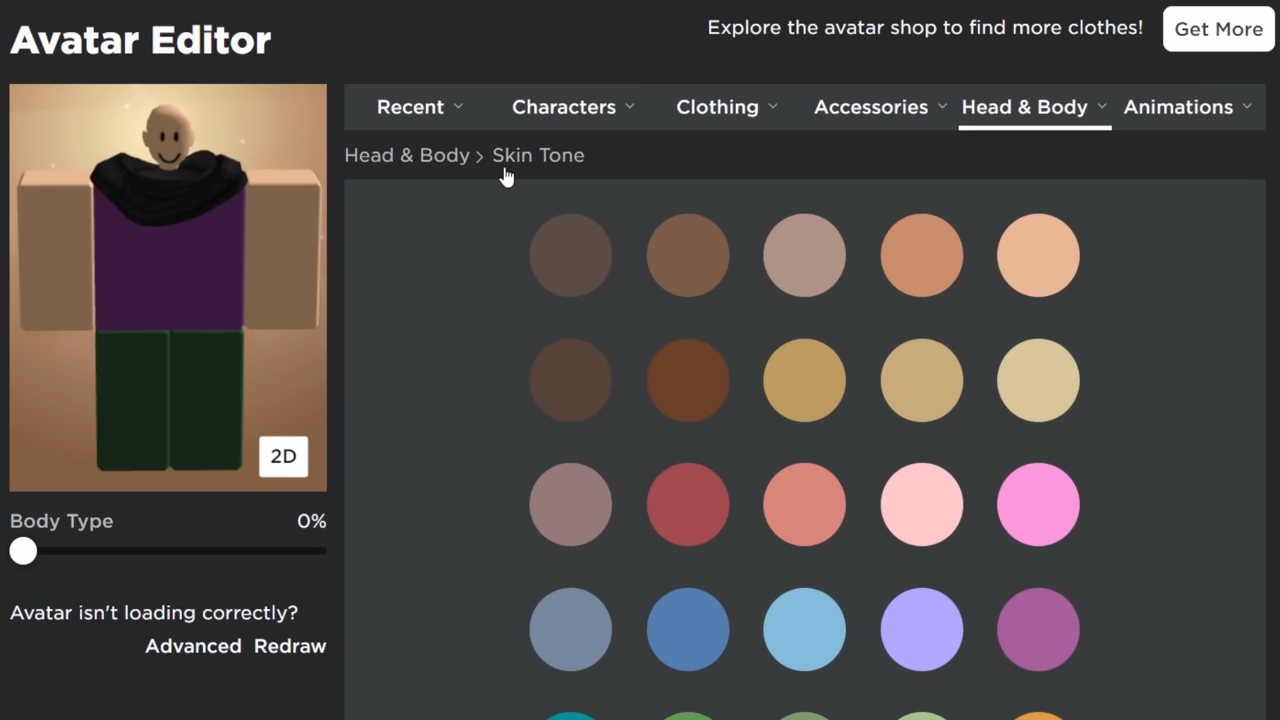 Avatar Editor
Explore the avatar shop to find more clothes!
Get More
Recent
Characters
Clothing
Accessories
Head & Body
Animations
Head & Body > Skin Tone
2D
Body Type
0%
Avatar isn't loading correctly?
Advanced
Redraw